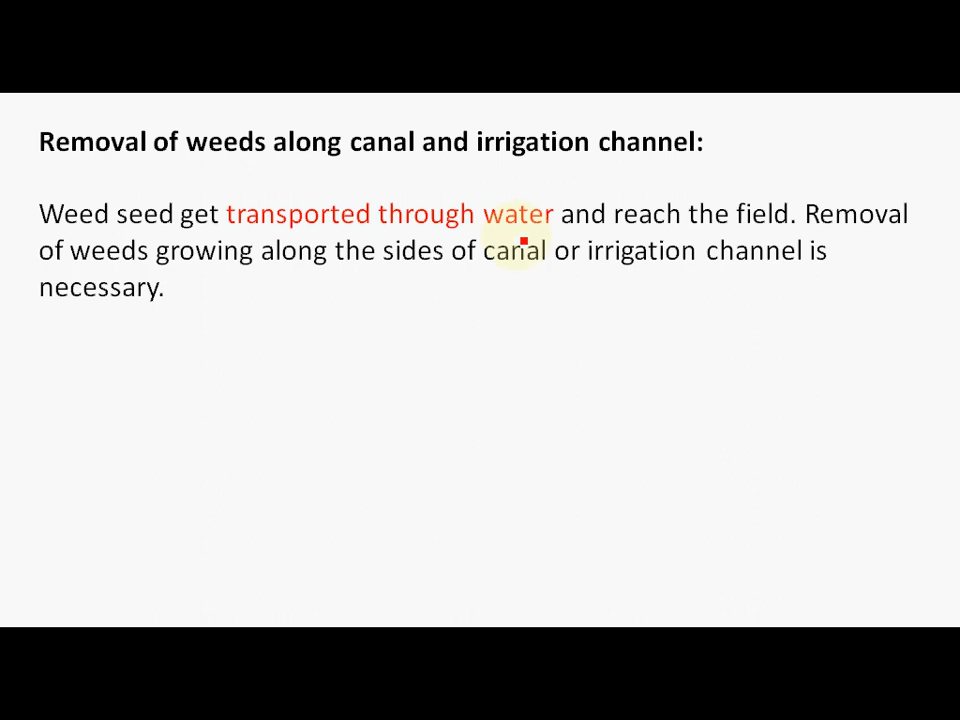 Removal of weeds along canal and irrigation channel:
Weed seed get transported through water and reach the field. Removal
of weeds growing along the sides of canal or irrigation channel is
necessary.